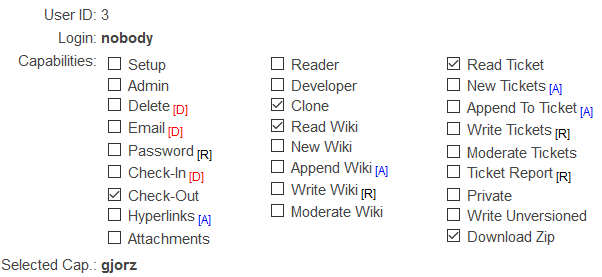 User ID: 3
Login: nobody
Capabilities:
Setup
Admin
Delete [D]
Email [D]
Password [R]
Check-In [D]
Check-Out
Hyperlinks [A]
Attachments
Reader
Developer
Clone
Read Wiki
New Wiki
Append Wiki [A]
Write Wiki [R]
Moderate Wiki
Read Ticket
New Tickets [A]
Append To Ticket [A]
Write Tickets [R]
Moderate Tickets
Ticket Report [R]
Private
Write Unversioned
Download Zip
Selected Cap.: gjorz